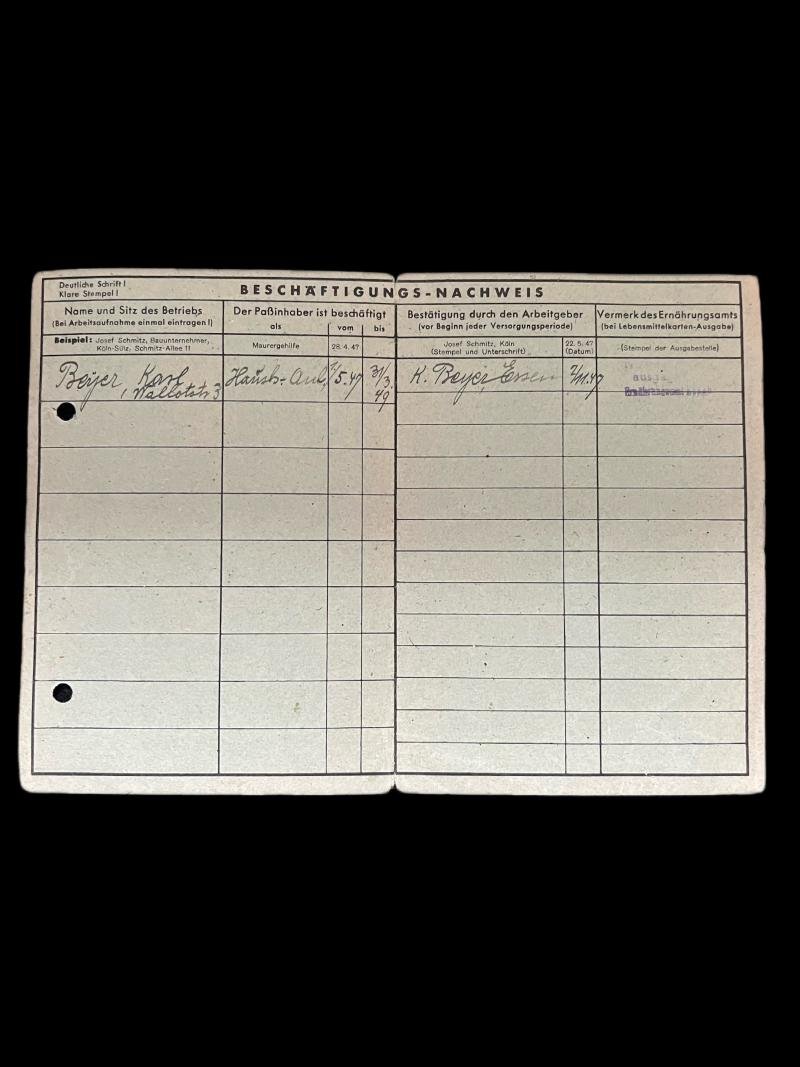 Deutliche Schrift!
Klare Stempel!
BESCHÄFTIGUNGS-NACHWEIS
Name und Sitz des Betriebs
(Bei Arbeitsaufnahme einmal eintragen!)
Der Paßinhaber ist beschäftigt
als vom bis
Bestätigung durch den Arbeitgeber
(vor Beginn jeder Versorgungsperiode)
Vermerk des Ernährungsamts
(bei Lebensmittelkarten-Ausgabe)
Beispiel: Josef Schmitz, Bauunternehmer,
Köln-Sülz, Schmitz-Allee 11
Maurergehilfe
28. 4. 47
Josef Schmitz, Köln
(Stempel und Unterschrift)
22. 5. 47
(Datum)
(Stempel der Ausgabestelle)
Beyer, Karl
Wallotstr 3
Haush.-
5.47
31/3.
49
K. Beyer, Essen